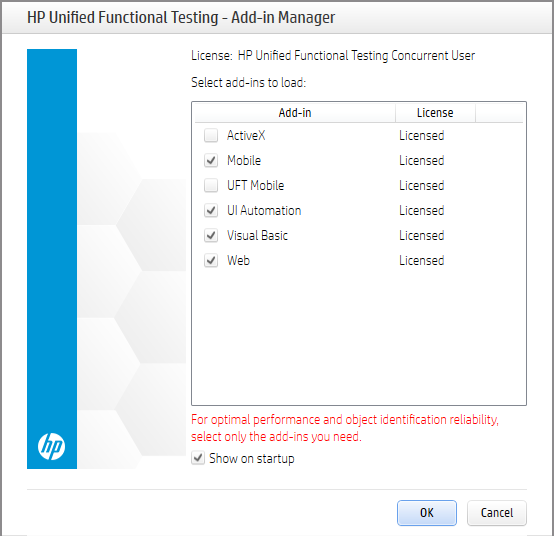 HP Unified Functional Testing - Add-in Manager
License: HP Unified Functional Testing Concurrent User
Select add-ins to load:
Add-in License
ActiveX Licensed
Mobile Licensed
UFT Mobile Licensed
UI Automation Licensed
Visual Basic Licensed
Web Licensed
For optimal performance and object identification reliability,
select only the add-ins you need.
hp
Show on startup
OK Cancel